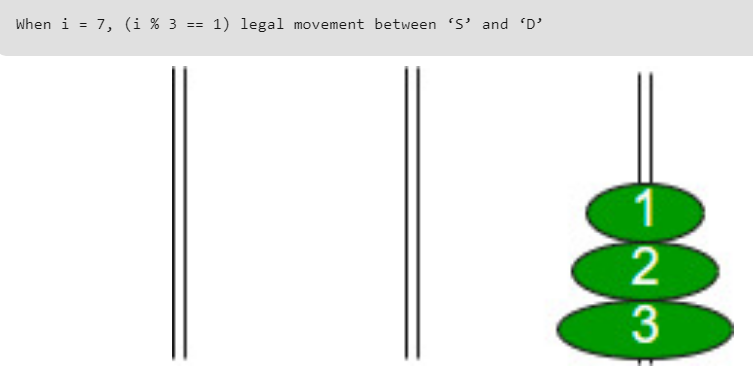 When i = 7, (i % 3 == 1) legal movement between ‘S’ and ‘D’
1
2
3